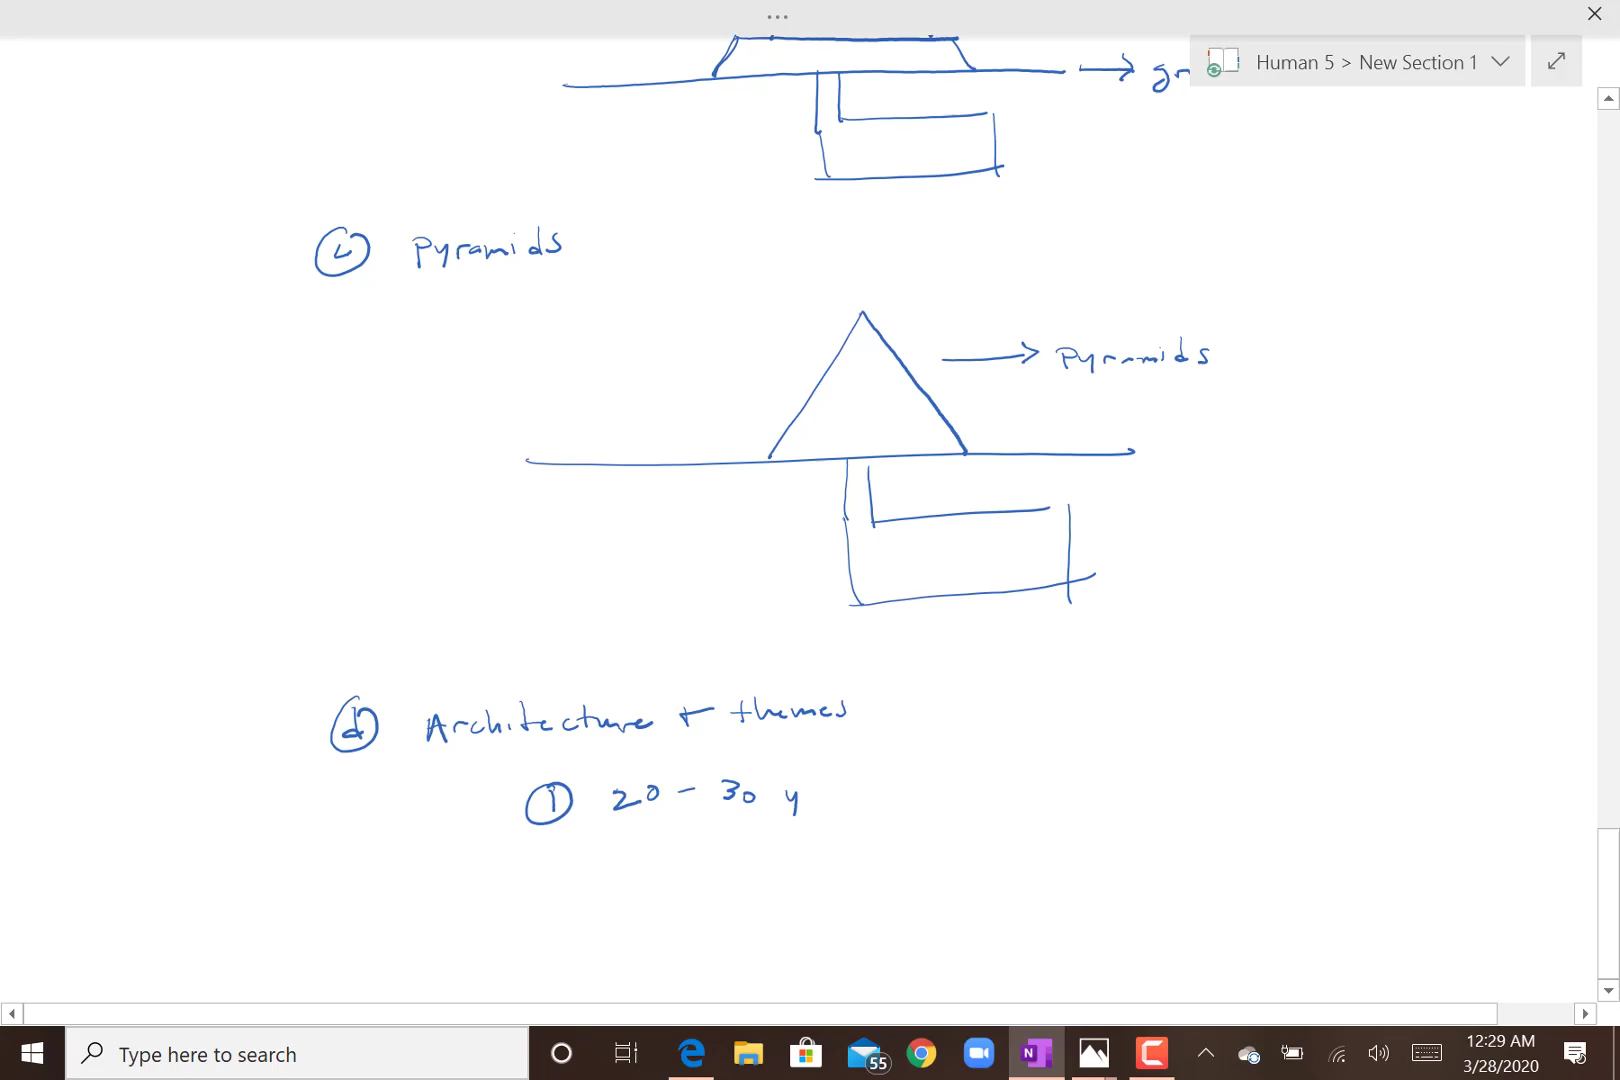 Human 5 > New Section 1
gr
c Pyramids
Pyramids
d Architecture + themes
1 20 - 30 y
Type here to search
55
N
12:29 AM
3/28/2020